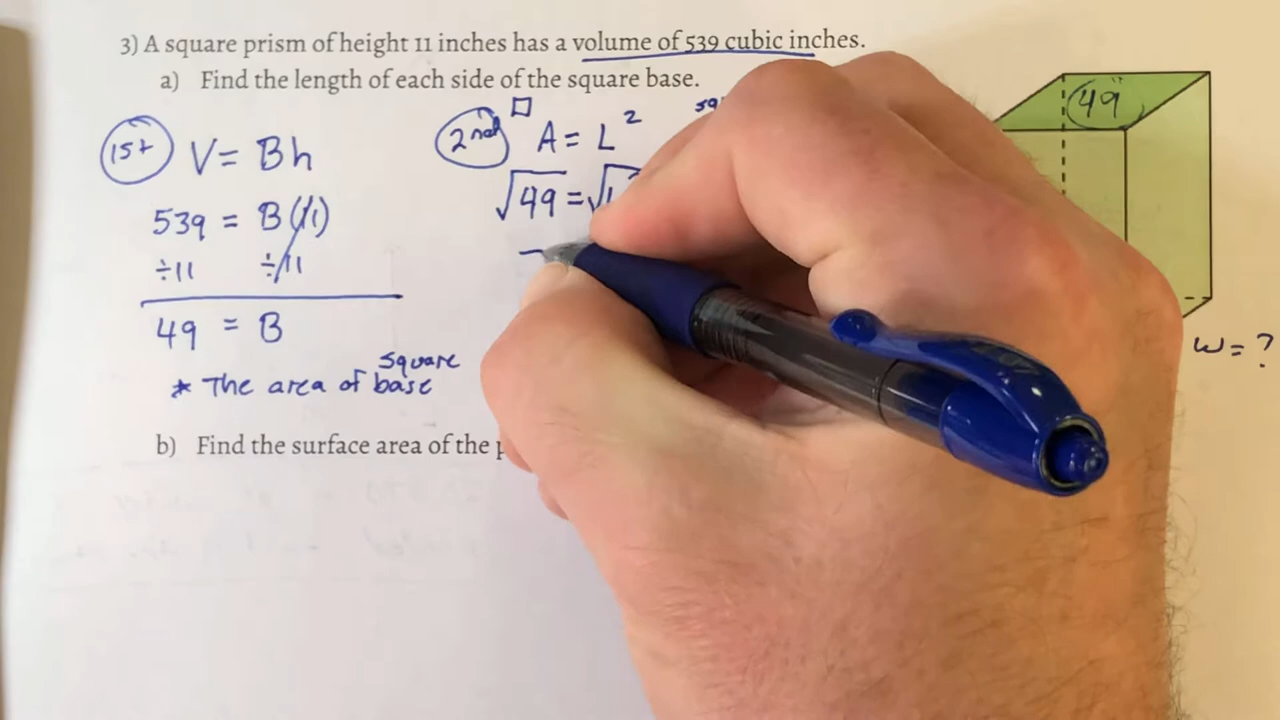 3) A square prism of height 11 inches has a volume of 539 cubic inches.
a) Find the length of each side of the square base.
1st V = Bh
539 = B(11)
÷11 ÷11
49 = B
* The area of square base
2nd □ A = L²
√49 = √
49
w = ?
b) Find the surface area of the